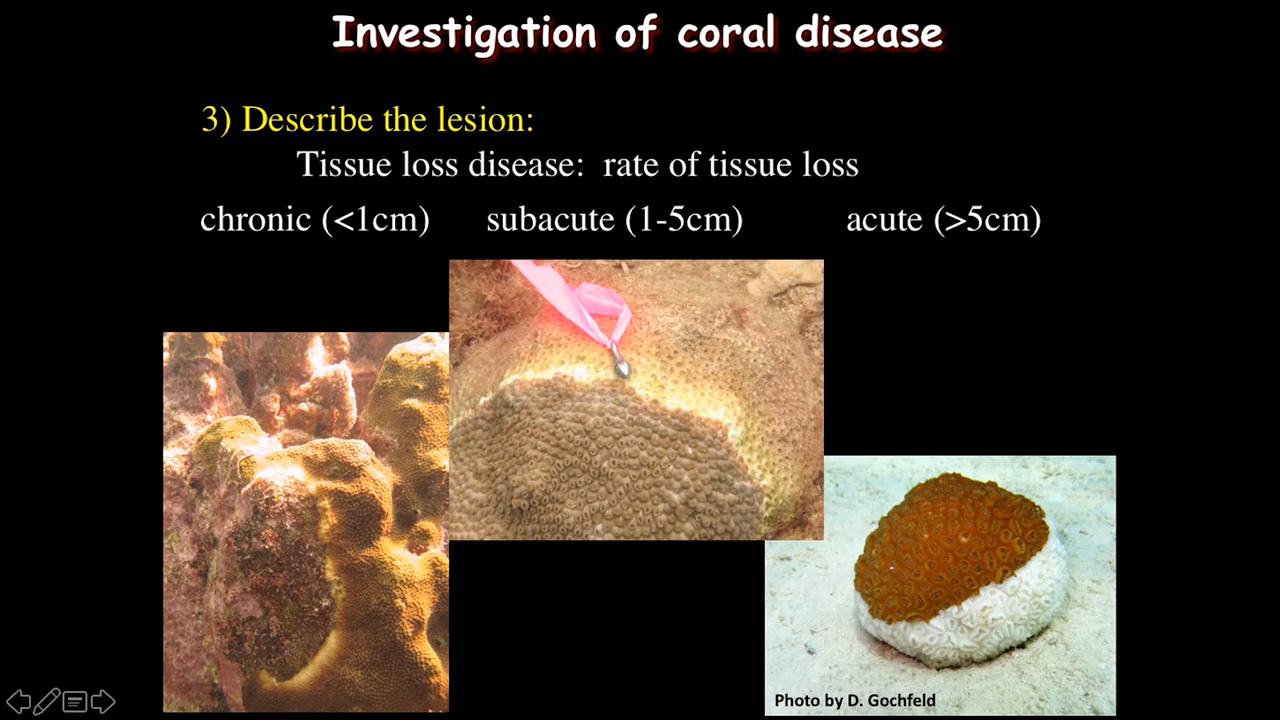 Investigation of coral disease
3) Describe the lesion:
Tissue loss disease: rate of tissue loss
chronic (<1cm) subacute (1-5cm) acute (>5cm)
Photo by D. Gochfeld